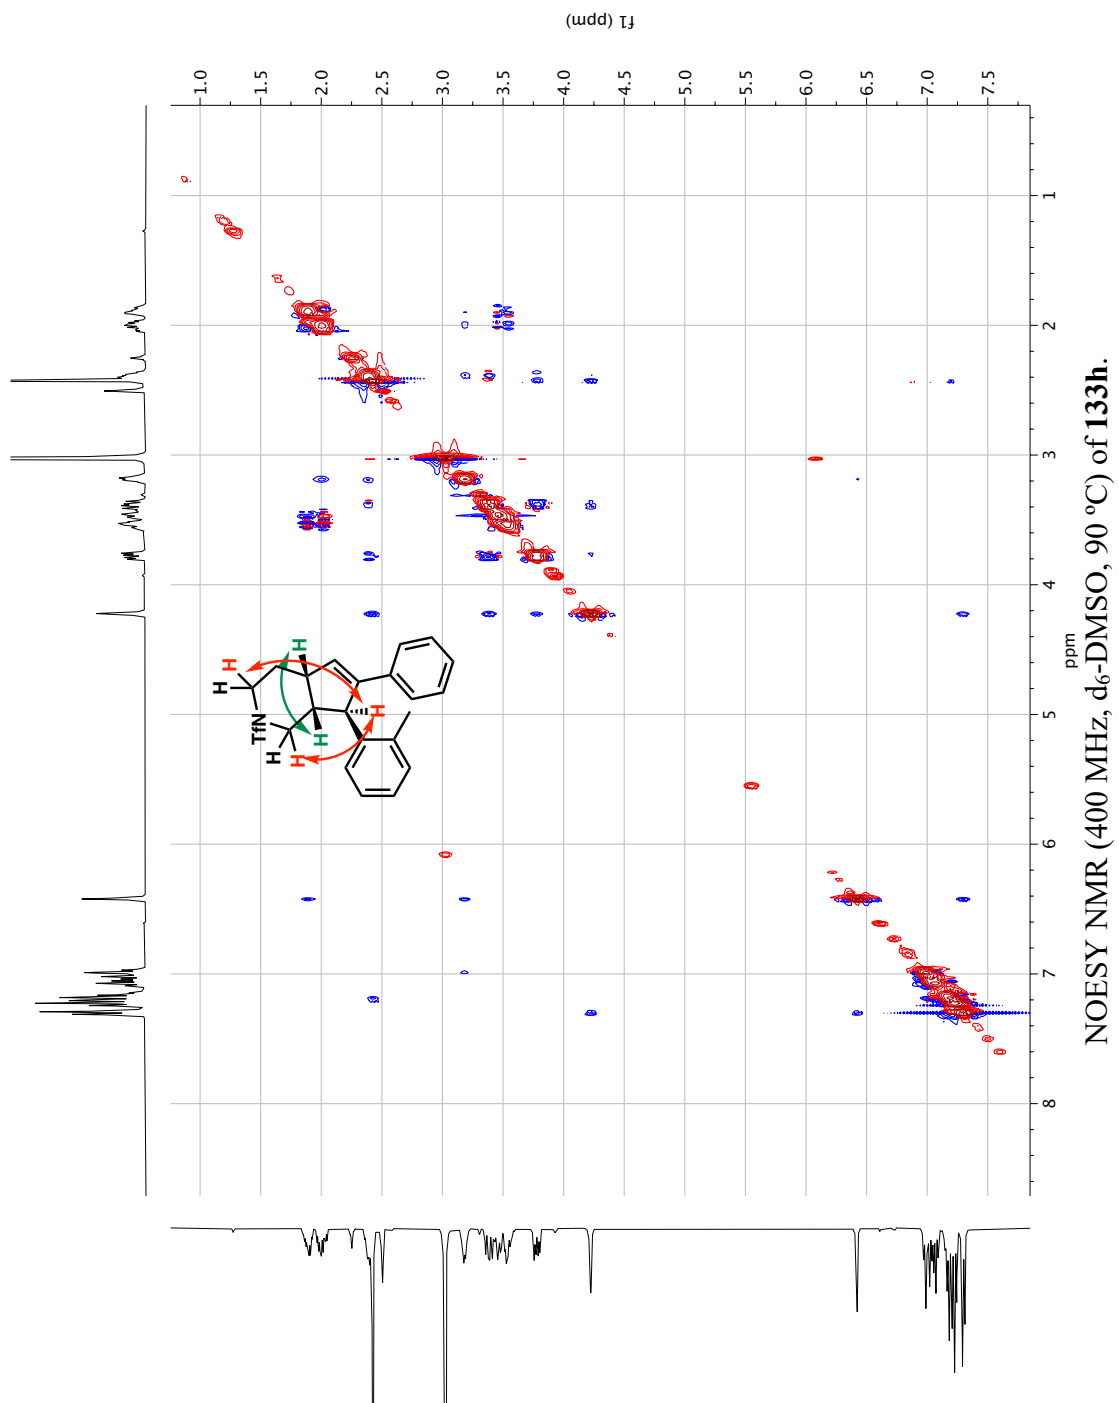 f1 (ppm)
1.0 1.5 2.0 2.5 3.0 3.5 4.0 4.5 5.0 5.5 6.0 6.5 7.0 7.5
1
2
3
4
5
6
7
8
ppm
H
H
H
TfN
H
H
H
H
NOESY NMR (400 MHz, d6-DMSO, 90 ºC) of 133h.